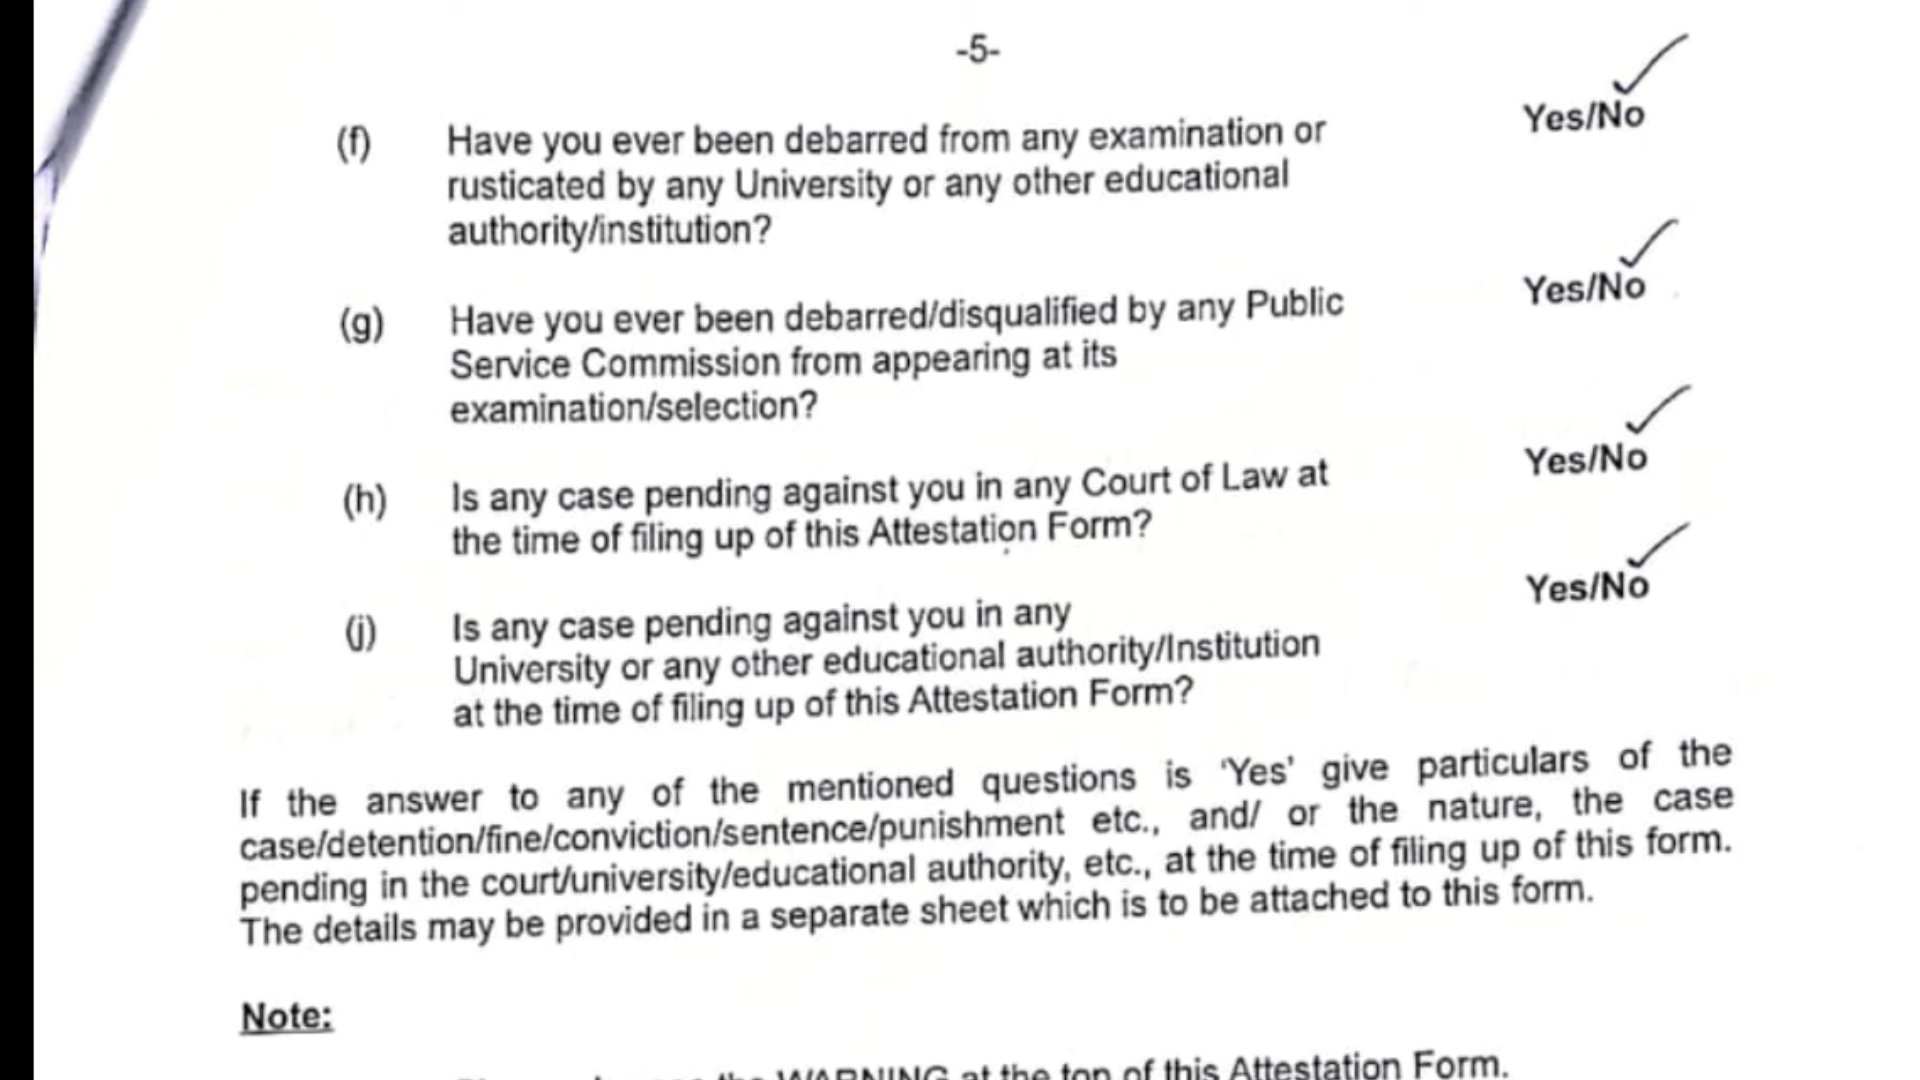 -5-
(f) Have you ever been debarred from any examination or Yes/No
rusticated by any University or any other educational
authority/institution?
(g) Have you ever been debarred/disqualified by any Public Yes/No
Service Commission from appearing at its
examination/selection?
(h) Is any case pending against you in any Court of Law at Yes/No
the time of filing up of this Attestation Form?
(j) Is any case pending against you in any Yes/No
University or any other educational authority/Institution
at the time of filing up of this Attestation Form?
If the answer to any of the mentioned questions is ‘Yes’ give particulars of the
case/detention/fine/conviction/sentence/punishment etc., and/ or the nature, the case
pending in the court/university/educational authority, etc., at the time of filing up of this form.
The details may be provided in a separate sheet which is to be attached to this form.
Note:
the WARNING at the top of this Attestation Form.